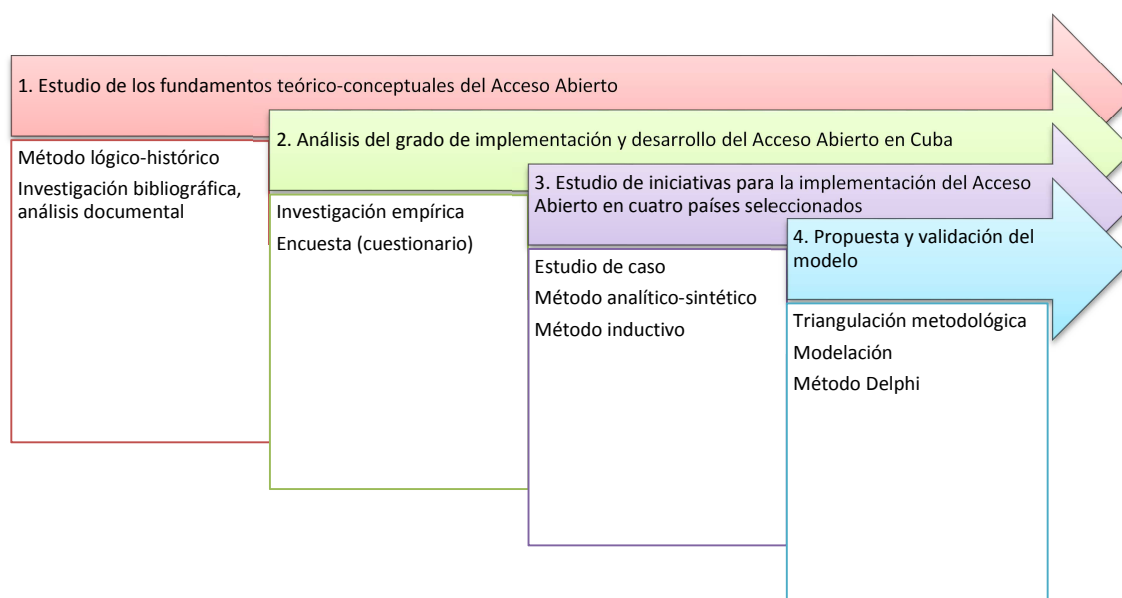 1. Estudio de los fundamentos teórico-conceptuales del Acceso Abierto
Método lógico-histórico
Investigación bibliográfica,
análisis documental
2. Análisis del grado de implementación y desarrollo del Acceso Abierto en Cuba
Investigación empírica
Encuesta (cuestionario)
3. Estudio de iniciativas para la implementación del Acceso
Abierto en cuatro países seleccionados
Estudio de caso
Método analítico-sintético
Método inductivo
4. Propuesta y validación del
modelo
Triangulación metodológica
Modelación
Método Delphi